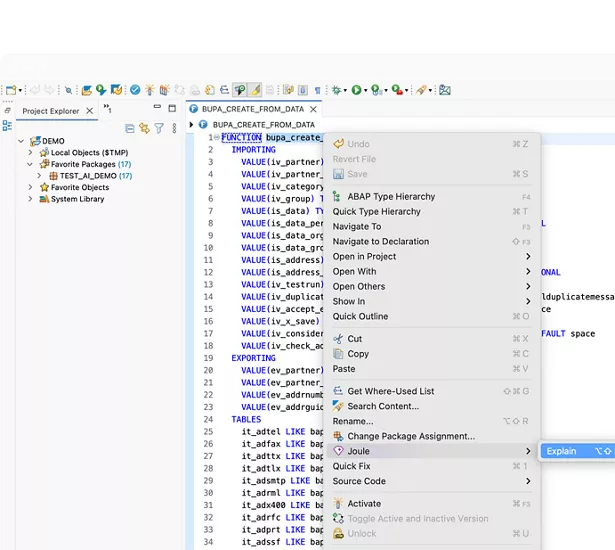 Project Explorer
1
DEMO
Local Objects ($TMP)
Favorite Packages (17)
TEST_AI_DEMO (17)
Favorite Objects
System Library
BUPA_CREATE_FROM_DATA
BUPA_CREATE_FROM_DATA
1 FUNCTION bupa_create_
2 IMPORTING
3 VALUE(iv_partner)
4 VALUE(iv_partner_
5 VALUE(iv_category
6 VALUE(iv_group) T
7 VALUE(is_data) TY
8 VALUE(is_data_per
9 VALUE(is_data_org
10 VALUE(is_data_gro
11 VALUE(is_address)
12 VALUE(is_address_
13 VALUE(iv_testrun)
14 VALUE(iv_duplicat
15 VALUE(iv_accept_e
16 VALUE(iv_x_save)
17 VALUE(iv_consider
18 VALUE(iv_check_ad
19 EXPORTING
20 VALUE(ev_partner)
21 VALUE(ev_partner_
22 VALUE(ev_addrnumb
23 VALUE(ev_addrguid
24 TABLES
25 it_adtel LIKE bap
26 it_adfax LIKE bap
27 it_adttx LIKE bap
28 it_adtlx LIKE bap
29 it_adsmtp LIKE bap
30 it_adrml LIKE bap
31 it_adx400 LIKE bap
32 it_adrfc LIKE bap
33 it_adprt LIKE bap
34 it_adssf LIKE bap
Undo ⌘Z
Revert File
Save ⌘S
ABAP Type Hierarchy F4
Quick Type Hierarchy ⌘T
Navigate To F3
Navigate to Declaration ⇧F3
Open in Project
Open With
Open Others
Show In
Quick Outline ⌘O
Cut ⌘X
Copy ⌘C
Paste ⌘V
Get Where-Used List ⇧⌘G
Search Content...
Rename... ⌥⇧R
Change Package Assignment...
Joule
Quick Fix ⌘1
Source Code
Activate ⌘F3
Toggle Active and Inactive Version
Unlock ⌘U
Explain ⌥⇧
AL
ONAL
lduplicatemessa
ce
FAULT space